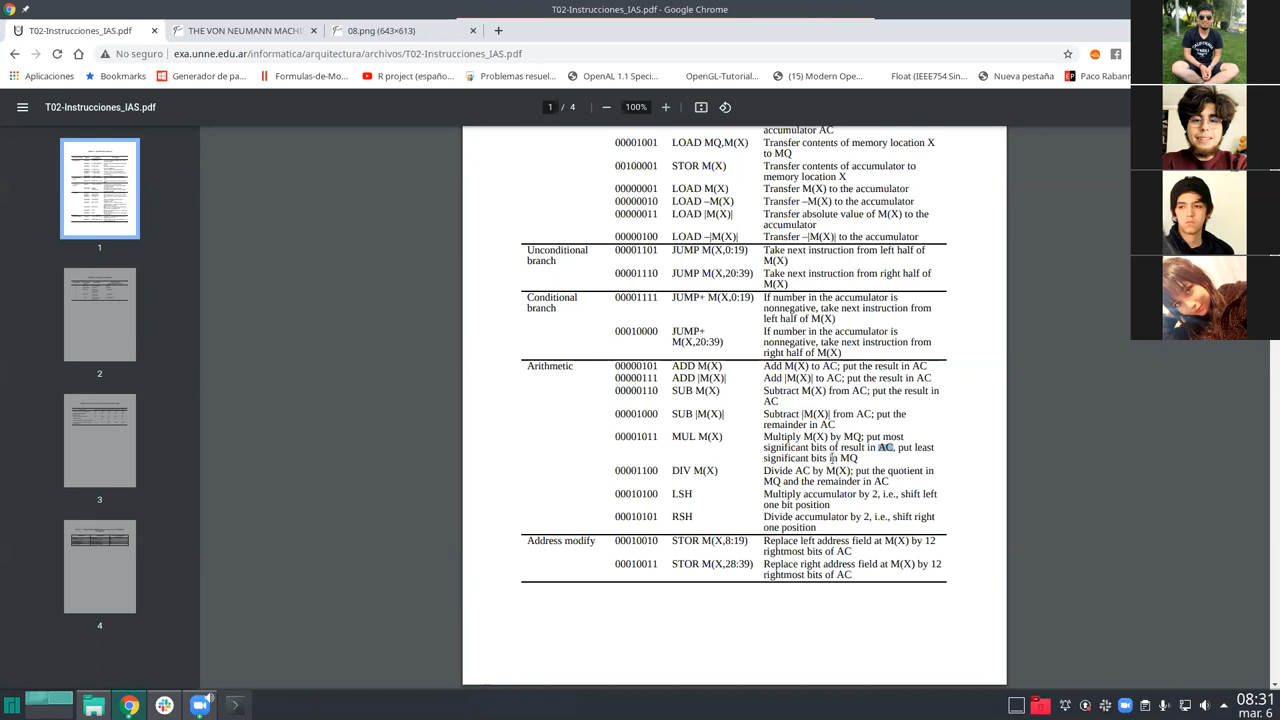 T02-Instrucciones_IAS.pdf - Google Chrome
T02-Instrucciones_IAS.pdf
THE VON NEUMANN MACHI
08.png (643×613)
No seguro
exa.unne.edu.ar/informatica/arquitectura/archivos/T02-Instrucciones_IAS.pdf
Aplicaciones
Bookmarks
Generador de pa...
Formulas-de-Mo...
R project (españo...
Problemas resuel...
OpenAL 1.1 Speci...
OpenGL-Tutorial...
(15) Modern Ope...
Float (IEEE754 Sin...
Nueva pestaña
Paco Rabann
T02-Instrucciones_IAS.pdf
1 / 4
100%
1
2
3
4
accumulator AC
00001001 LOAD MQ,M(X) Transfer contents of memory location X
to MQ
00100001 STOR M(X) Transfer contents of accumulator to
memory location X
00000001 LOAD M(X) Transfer M(X) to the accumulator
00000010 LOAD –M(X) Transfer –M(X) to the accumulator
00000011 LOAD |M(X)| Transfer absolute value of M(X) to the
accumulator
00000100 LOAD –|M(X)| Transfer –|M(X)| to the accumulator
Unconditional 00001101 JUMP M(X,0:19) Take next instruction from left half of
branch M(X)
00001110 JUMP M(X,20:39) Take next instruction from right half of
M(X)
Conditional 00001111 JUMP+ M(X,0:19) If number in the accumulator is
branch nonnegative, take next instruction from
left half of M(X)
00010000 JUMP+ If number in the accumulator is
M(X,20:39) nonnegative, take next instruction from
right half of M(X)
Arithmetic 00000101 ADD M(X) Add M(X) to AC; put the result in AC
00000111 ADD |M(X)| Add |M(X)| to AC; put the result in AC
00000110 SUB M(X) Subtract M(X) from AC; put the result in
AC
00001000 SUB |M(X)| Subtract |M(X)| from AC; put the
remainder in AC
00001011 MUL M(X) Multiply M(X) by MQ; put most
significant bits of result in AC, put least
significant bits in MQ
00001100 DIV M(X) Divide AC by M(X); put the quotient in
MQ and the remainder in AC
00010100 LSH Multiply accumulator by 2, i.e., shift left
one bit position
00010101 RSH Divide accumulator by 2, i.e., shift right
one position
Address modify 00010010 STOR M(X,8:19) Replace left address field at M(X) by 12
rightmost bits of AC
00010011 STOR M(X,28:39) Replace right address field at M(X) by 12
rightmost bits of AC
08:31
mar. 6